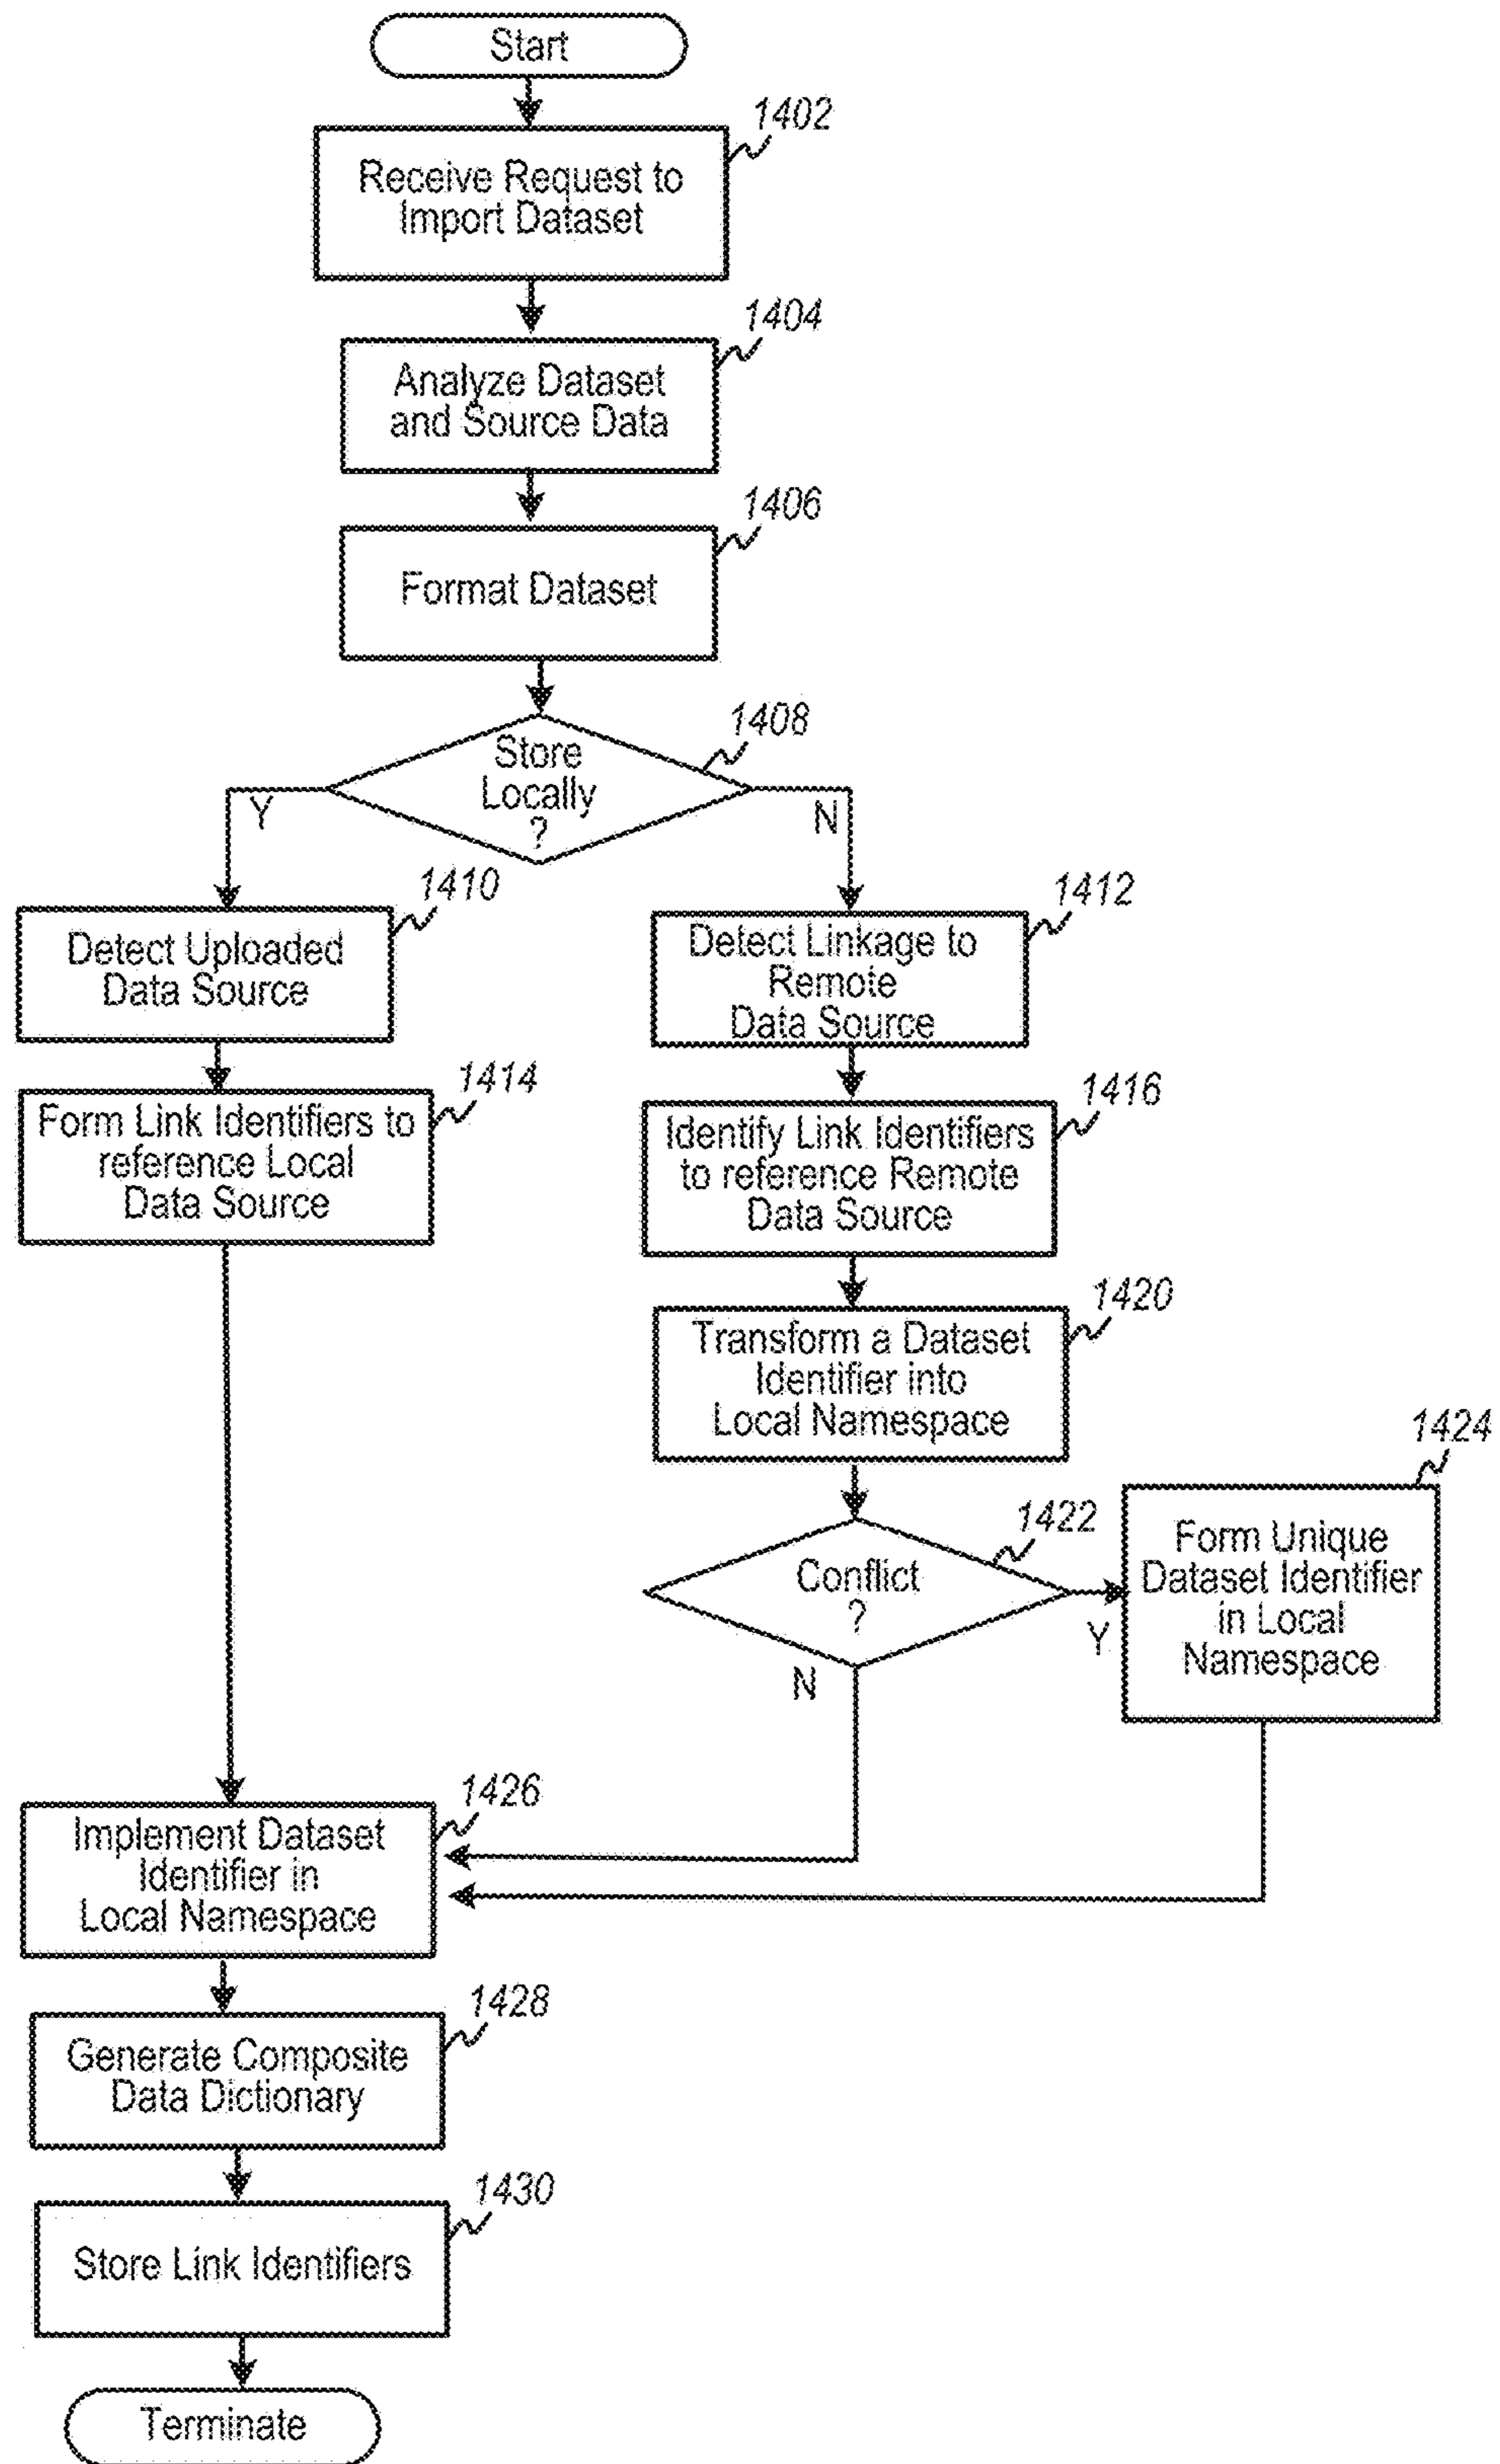 Start
1402
Receive Request to
Import Dataset
1404
Analyze Dataset
and Source Data
1406
Format Dataset
1408
Store
Locally
?
Y
N
1410
Detect Uploaded
Data Source
1412
Detect Linkage to
Remote
Data Source
1414
Form Link Identifiers to
reference Local
Data Source
1416
Identify Link Identifiers
to reference Remote
Data Source
1420
Transform a Dataset
Identifier into
Local Namespace
1422
Conflict
?
Y
N
1424
Form Unique
Dataset Identifier
in Local
Namespace
1426
Implement Dataset
Identifier in
Local Namespace
1428
Generate Composite
Data Dictionary
1430
Store Link Identifiers
Terminate